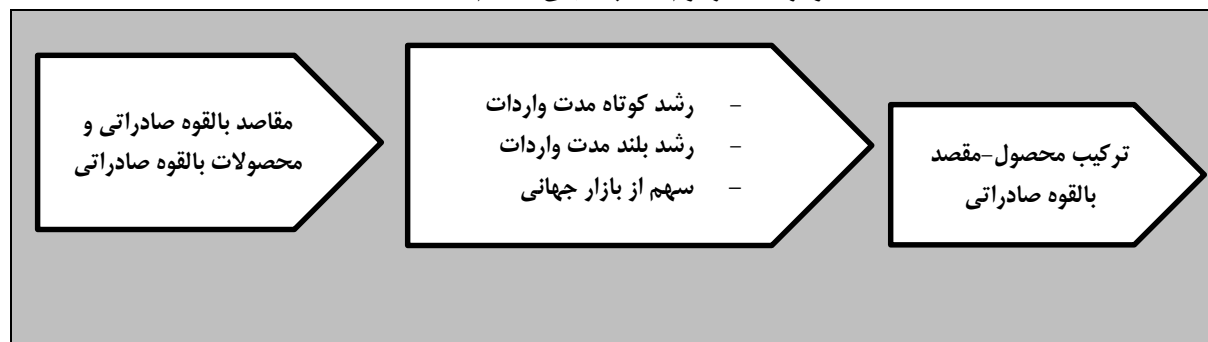 مقاصد بالقوه صادراتی و
محصولات بالقوه صادراتی
- رشد کوتاه مدت واردات
- رشد بلند مدت واردات
- سهم از بازار جهانی
ترکیب محصول-مقصد
بالقوه صادراتی